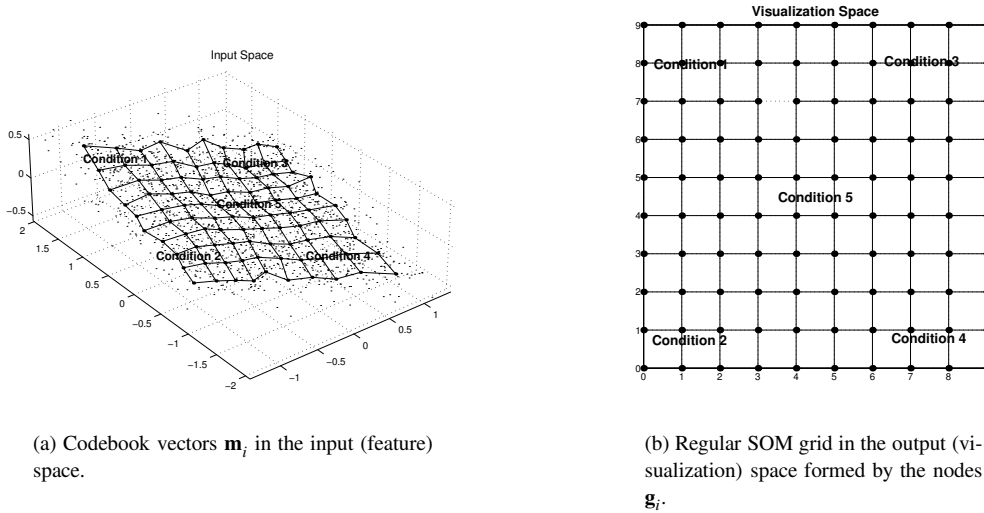 Input Space
0.5
0
−0.5
2
1.5
1
0.5
0
−0.5
−1
−1.5
−2
−1
−0.5
0
0.5
1
Condition 1
Condition 3
Condition 5
Condition 2
Condition 4
(a) Codebook vectors m_i in the input (feature)
space.
Visualization Space
9
8
7
6
5
4
3
2
1
0
0 1 2 3 4 5 6 7 8
Condition 1
Condition 3
Condition 5
Condition 2
Condition 4
(b) Regular SOM grid in the output (vi-
sualization) space formed by the nodes
g_i.